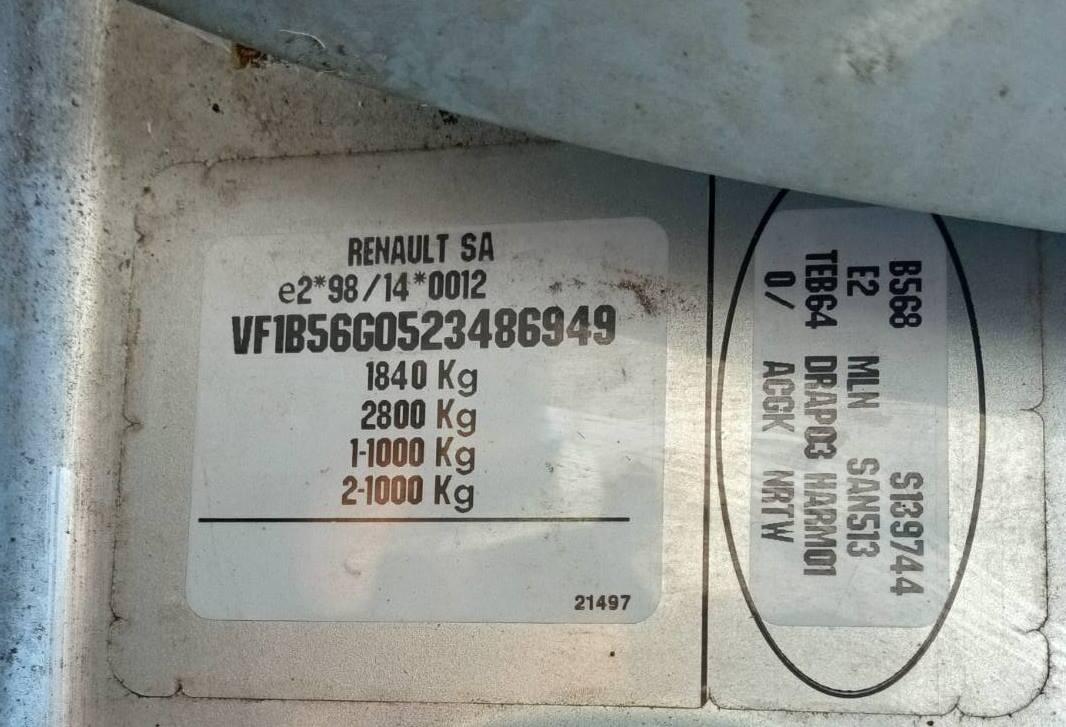 RENAULT SA
e2*98/14*0012
VF1B56G0523486949
1840 Kg
2800 Kg
1-1000 Kg
2-1000 Kg
21497
B568 S139744
E2 MLN SAN513
TEB64 DRAP03 HARM01
0/ ACGK NRTW